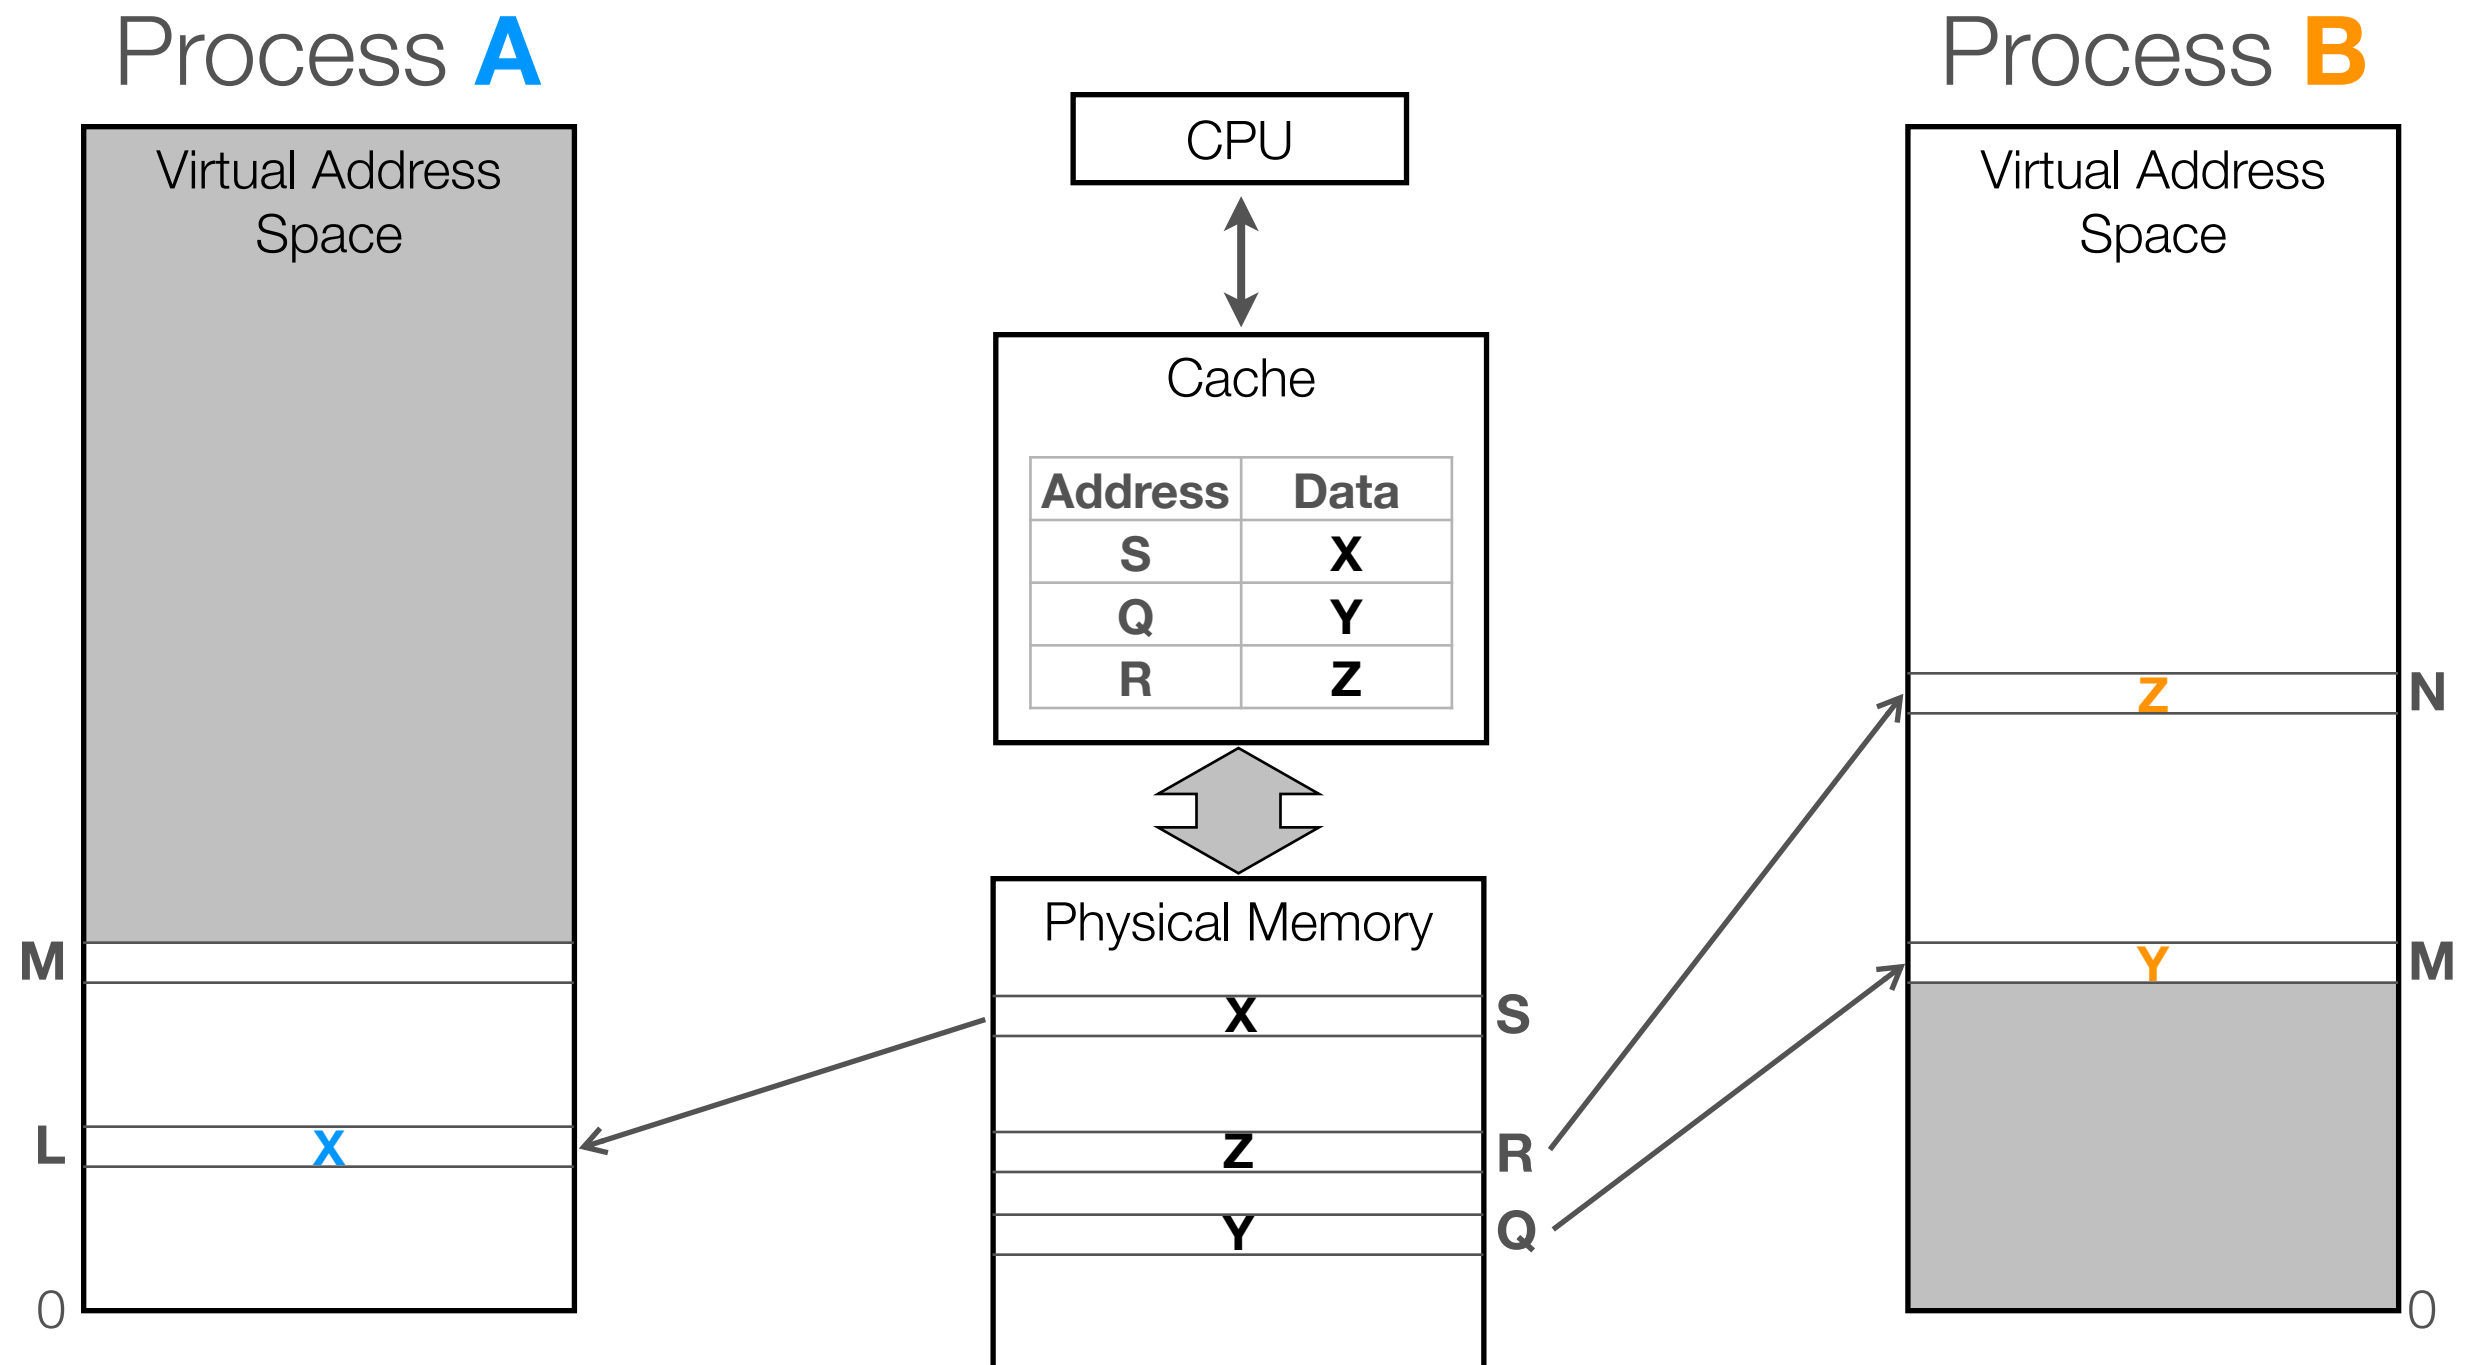 Process A
Virtual Address
Space
M
L
X
0
CPU
Cache
Address Data
S X
Q Y
R Z
Physical Memory
X S
Z R
Y Q
Process B
Virtual Address
Space
Z N
Y M
0